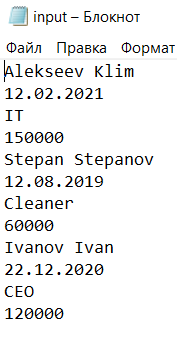 input – Блокнот
Файл Правка Формат
Alekseev Klim
12.02.2021
IT
150000
Stepan Stepanov
12.08.2019
Cleaner
60000
Ivanov Ivan
22.12.2020
CEO
120000